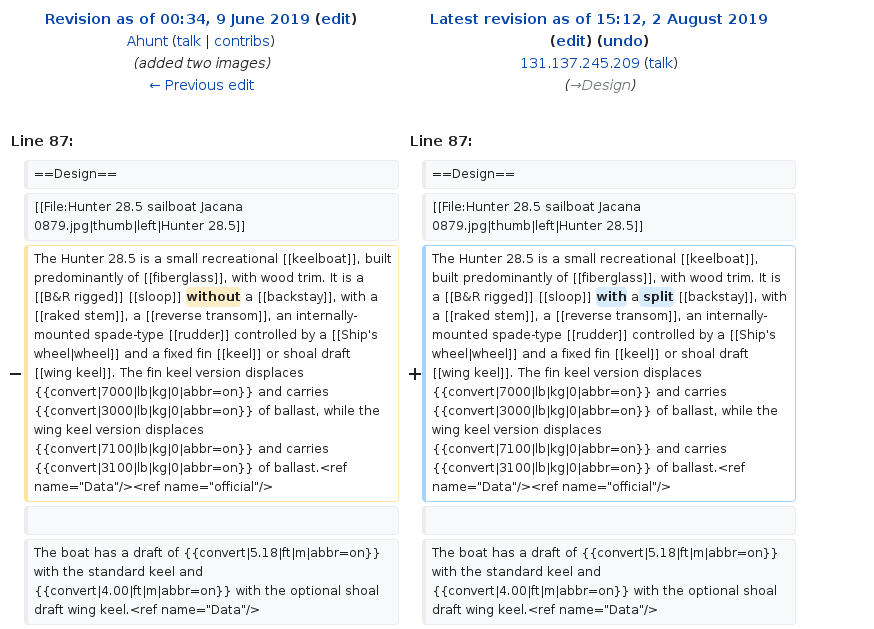 Revision as of 00:34, 9 June 2019 (edit)
Ahunt (talk | contribs)
(added two images)
← Previous edit
Latest revision as of 15:12, 2 August 2019
(edit) (undo)
131.137.245.209 (talk)
(→Design)
Line 87:
Line 87:
==Design==
==Design==
[[File:Hunter 28.5 sailboat Jacana
0879.jpg|thumb|left|Hunter 28.5]]
[[File:Hunter 28.5 sailboat Jacana
0879.jpg|thumb|left|Hunter 28.5]]
−
The Hunter 28.5 is a small recreational [[keelboat]], built
predominantly of [[fiberglass]], with wood trim. It is a
[[B&R rigged]] [[sloop]] without a [[backstay]], with a
[[raked stem]], a [[reverse transom]], an internally-
mounted spade-type [[rudder]] controlled by a [[Ship's
wheel|wheel]] and a fixed fin [[keel]] or shoal draft
[[wing keel]]. The fin keel version displaces
{{convert|7000|lb|kg|0|abbr=on}} and carries
{{convert|3000|lb|kg|0|abbr=on}} of ballast, while the
wing keel version displaces
{{convert|7100|lb|kg|0|abbr=on}} and carries
{{convert|3100|lb|kg|0|abbr=on}} of ballast.<ref
name="Data"/><ref name="official"/>
+
The Hunter 28.5 is a small recreational [[keelboat]],
built predominantly of [[fiberglass]], with wood trim. It is
a [[B&R rigged]] [[sloop]] with a split [[backstay]], with
a [[raked stem]], a [[reverse transom]], an internally-
mounted spade-type [[rudder]] controlled by a [[Ship's
wheel|wheel]] and a fixed fin [[keel]] or shoal draft
[[wing keel]]. The fin keel version displaces
{{convert|7000|lb|kg|0|abbr=on}} and carries
{{convert|3000|lb|kg|0|abbr=on}} of ballast, while the
wing keel version displaces
{{convert|7100|lb|kg|0|abbr=on}} and carries
{{convert|3100|lb|kg|0|abbr=on}} of ballast.<ref
name="Data"/><ref name="official"/>
The boat has a draft of {{convert|5.18|ft|m|abbr=on}}
with the standard keel and
{{convert|4.00|ft|m|abbr=on}} with the optional shoal
draft wing keel.<ref name="Data"/>
The boat has a draft of {{convert|5.18|ft|m|abbr=on}}
with the standard keel and
{{convert|4.00|ft|m|abbr=on}} with the optional shoal
draft wing keel.<ref name="Data"/>